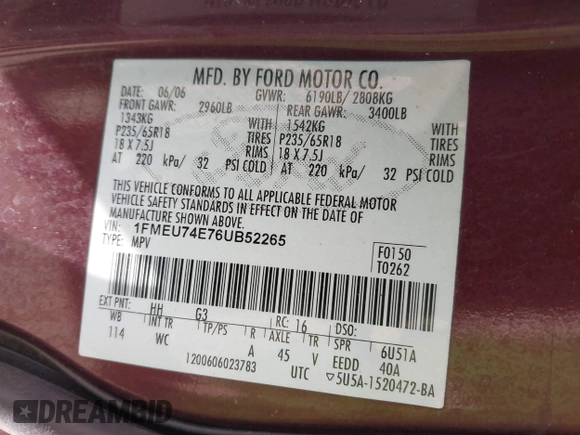 MFD. BY FORD MOTOR CO.
DATE: 06/06 GVWR: 6190LB/ 2808KG
FRONT GAWR: 2960LB REAR GAWR: 3400LB
1343KG WITH 1542KG WITH
P235/65R18 TIRES P235/65R18 TIRES
18 X 7.5J RIMS 18 X 7.5J RIMS
AT 220 kPa/ 32 PSI COLD AT 220 kPa/ 32 PSI COLD
THIS VEHICLE CONFORMS TO ALL APPLICABLE FEDERAL MOTOR
VEHICLE SAFETY STANDARDS IN EFFECT ON THE DATE OF
MANUFACTURE SHOWN ABOVE.
VIN: 1FMEU74E76UB52265
TYPE: MPV
F0150
T0262
EXT PNT: HH G3 RC: 16 DSO:
WB INT TR TP/PS R AXLE TR SPR 6U51A
114 WC A 45 V EEDD 40A
1200606023783 UTC ▽5U5A-1520472-BA
DREAMBID